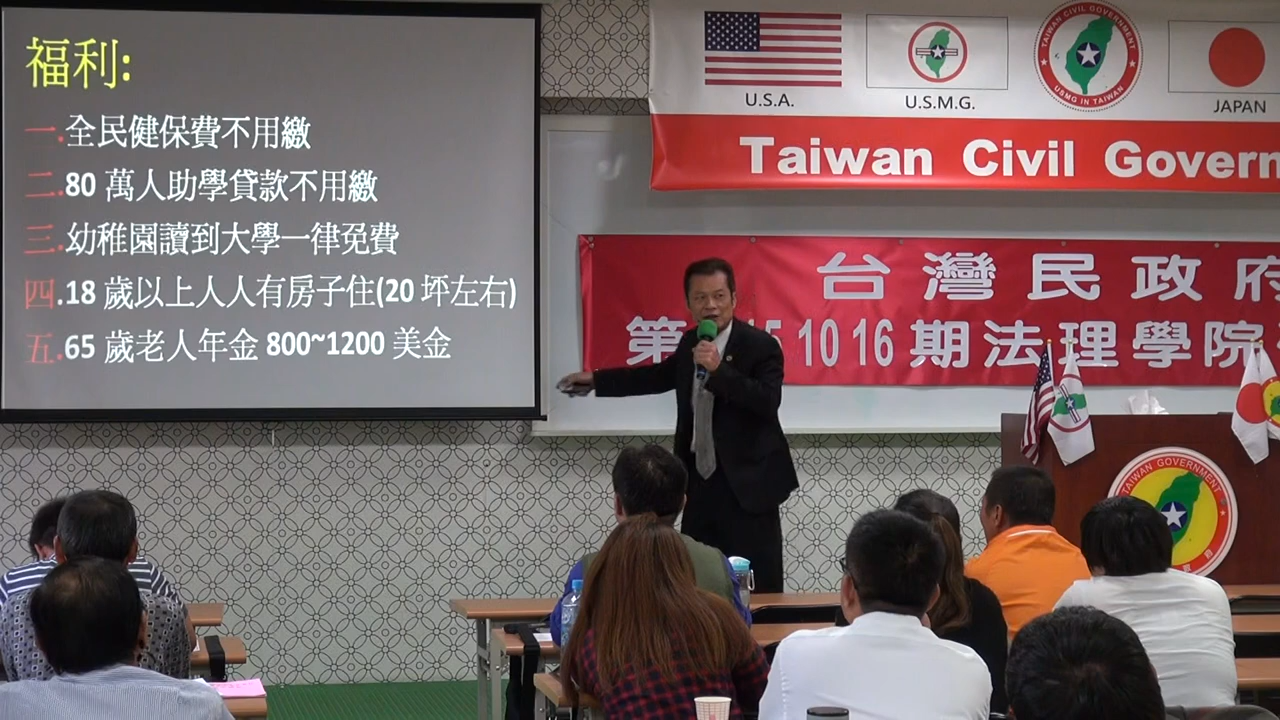 福利:
一.全民健保費不用繳
二.80 萬人助學貸款不用繳
三.幼稚園讀到大學一律免費
四.18 歲以上人人有房子住(20 坪左右)
五.65 歲老人年金 800~1200 美金
U.S.A.
U.S.M.G.
TAIWAN CIVIL GOVERNMENT
USMG IN TAIWAN
JAPAN
Taiwan Civil Govern
台灣民政府
第 15 10 16 期法理學院
TAIWAN GOVERNMENT